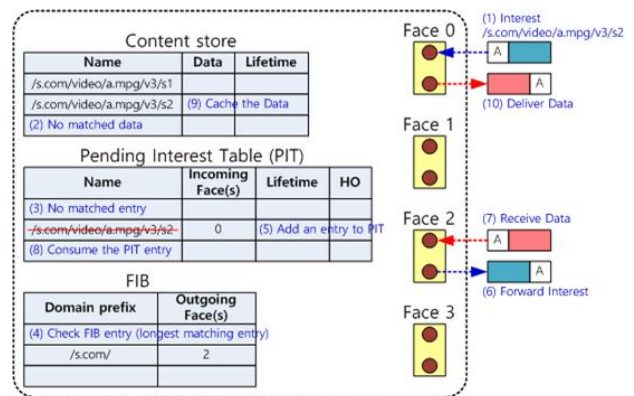 Content store
Name Data Lifetime
/s.com/video/a.mpg/v3/s1
/s.com/video/a.mpg/v3/s2 (9) Cache the Data
(2) No matched data
Pending Interest Table (PIT)
Name Incoming Face(s) Lifetime HO
(3) No matched entry
/s.com/video/a.mpg/v3/s2 0 (5) Add an entry to PIT
(8) Consume the PIT entry
FIB
Domain prefix Outgoing Face(s)
(4) Check FIB entry (longest matching entry)
/s.com/ 2
Face 0
(1) Interest
/s.com/video/a.mpg/v3/s2
A
A
(10) Deliver Data
Face 1
Face 2
(7) Receive Data
A
A
(6) Forward Interest
Face 3